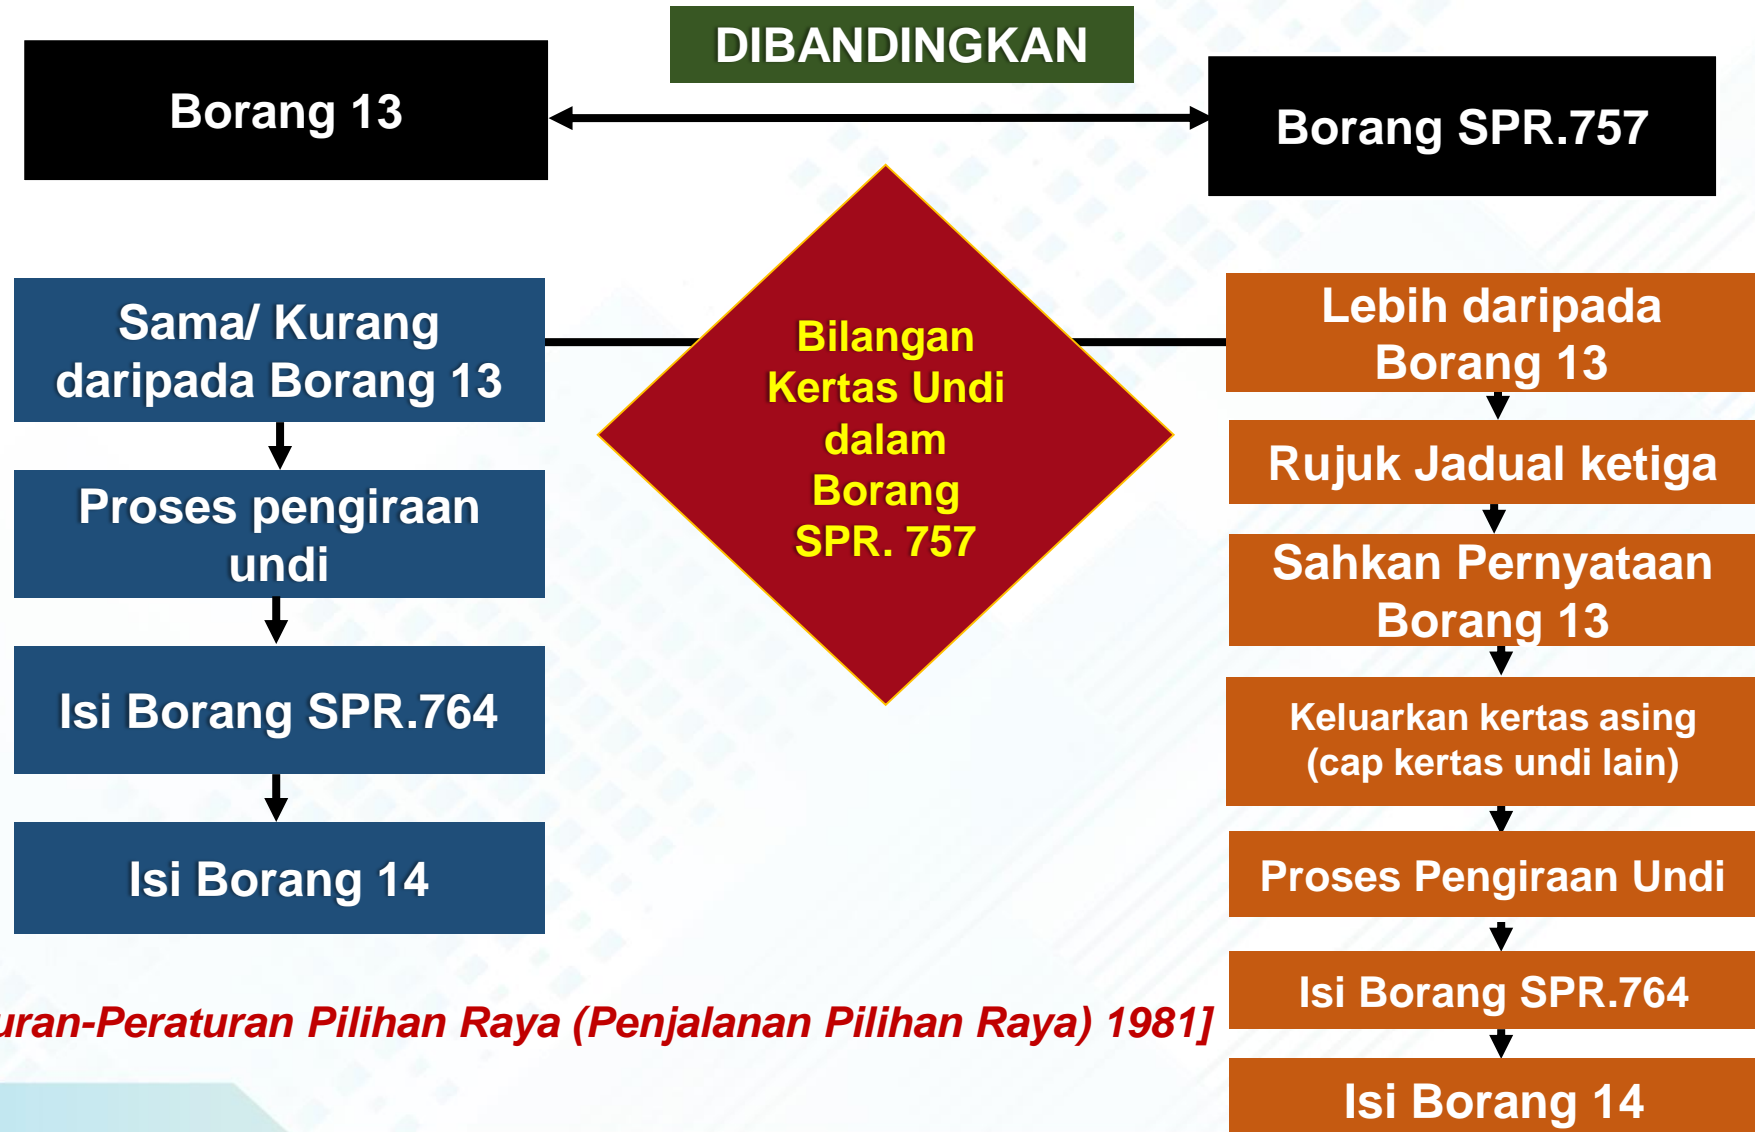 DIBANDINGKAN
Borang 13
Borang SPR.757
Sama/ Kurang
daripada Borang 13
Proses pengiraan
undi
Isi Borang SPR.764
Isi Borang 14
Bilangan
Kertas Undi
dalam
Borang
SPR. 757
Lebih daripada
Borang 13
Rujuk Jadual ketiga
Sahkan Pernyataan
Borang 13
Keluarkan kertas asing
(cap kertas undi lain)
Proses Pengiraan Undi
Isi Borang SPR.764
Isi Borang 14
uran-Peraturan Pilihan Raya (Penjalanan Pilihan Raya) 1981]